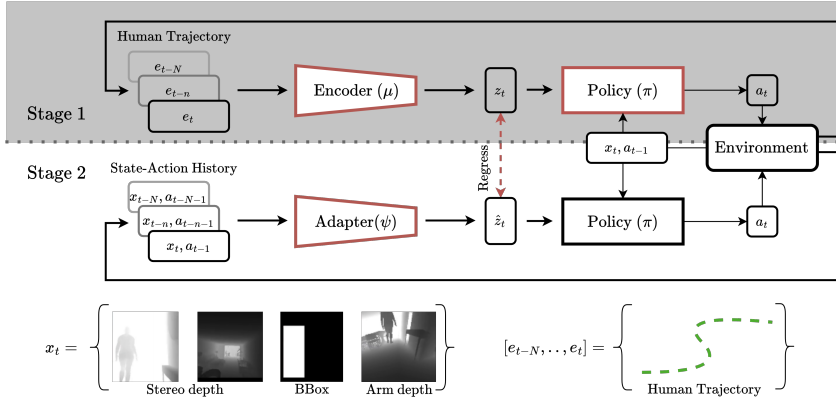 Human Trajectory
e_{t-N}
e_{t-n}
e_t
Encoder (μ)
z_t
Policy (π)
a_t
Stage 1
x_t, a_{t-1}
Environment
Regress
Stage 2
State-Action History
x_{t-N}, a_{t-N-1}
x_{t-n}, a_{t-n-1}
x_t, a_{t-1}
Adapter(ψ)
ẑ_t
Policy (π)
a_t
x_t =
Stereo depth
BBox
Arm depth
[e_{t-N}, . . , e_t] =
Human Trajectory